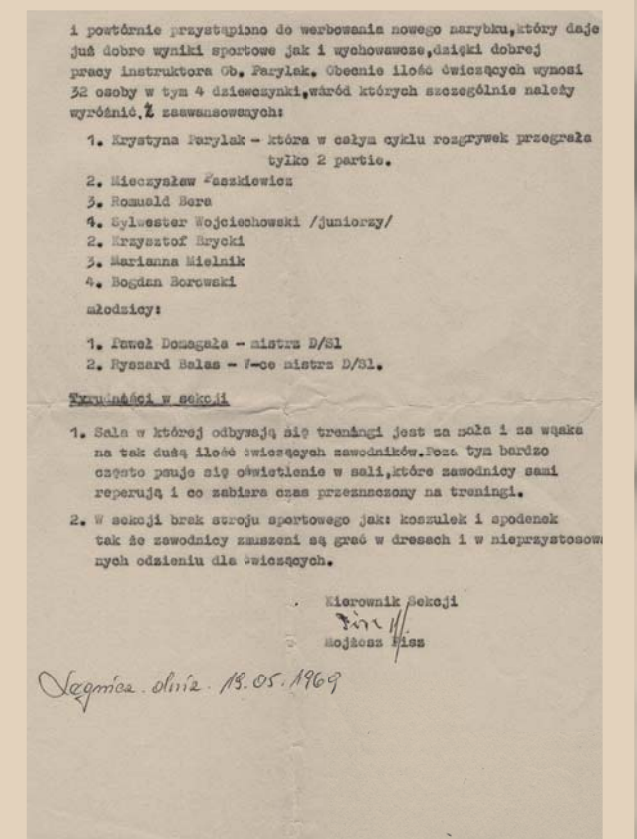 i powtórnie przystąpiono do werbowania nowego narybku,który daje
już dobre wyniki sportowe jak i wychowawcze,dzięki dobrej
pracy instruktora Ob. Parylak. Obecnie ilość ćwiczących wynosi
32 osoby w tym 4 dziewczynki,wśród których szczególnie należy
wyróżnić.Z zaawansowanych:
1. Krystyna Parylak – która w całym cyklu rozgrywek przegrała
tylko 2 partie.
2. Mieczysław Paszkiewicz
3. Romuald Bera
4. Sylwester Wojciechowski /juniorzy/
2. Krzysztof Brycki
3. Marianna Mielnik
4. Bogdan Borowski
młodzicy:
1. Paweł Domagała – mistrz D/Sl
2. Ryszard Balas – V-ce mistrz D/Sl.
w sekcji
1. Sala w której odbywają się treningi jest za mała i za wąska
na tak dużą ilość ćwiczących zawodników.Poza tym bardzo
często psuje się oświetlenie w sali,które zawodnicy sami
reperują i co zabiera czas przeznaczony na treningi.
2. W sekcji brak stroju sportowego jak: koszulek i spodenek
tak że zawodnicy zmuszeni są grać w dresach i w nieprzystosowa
nych odzieniu dla ćwiczących.
Kierownik Sekcji
Mojżesz Pisz
Legnica. dnia. 19.05.1969